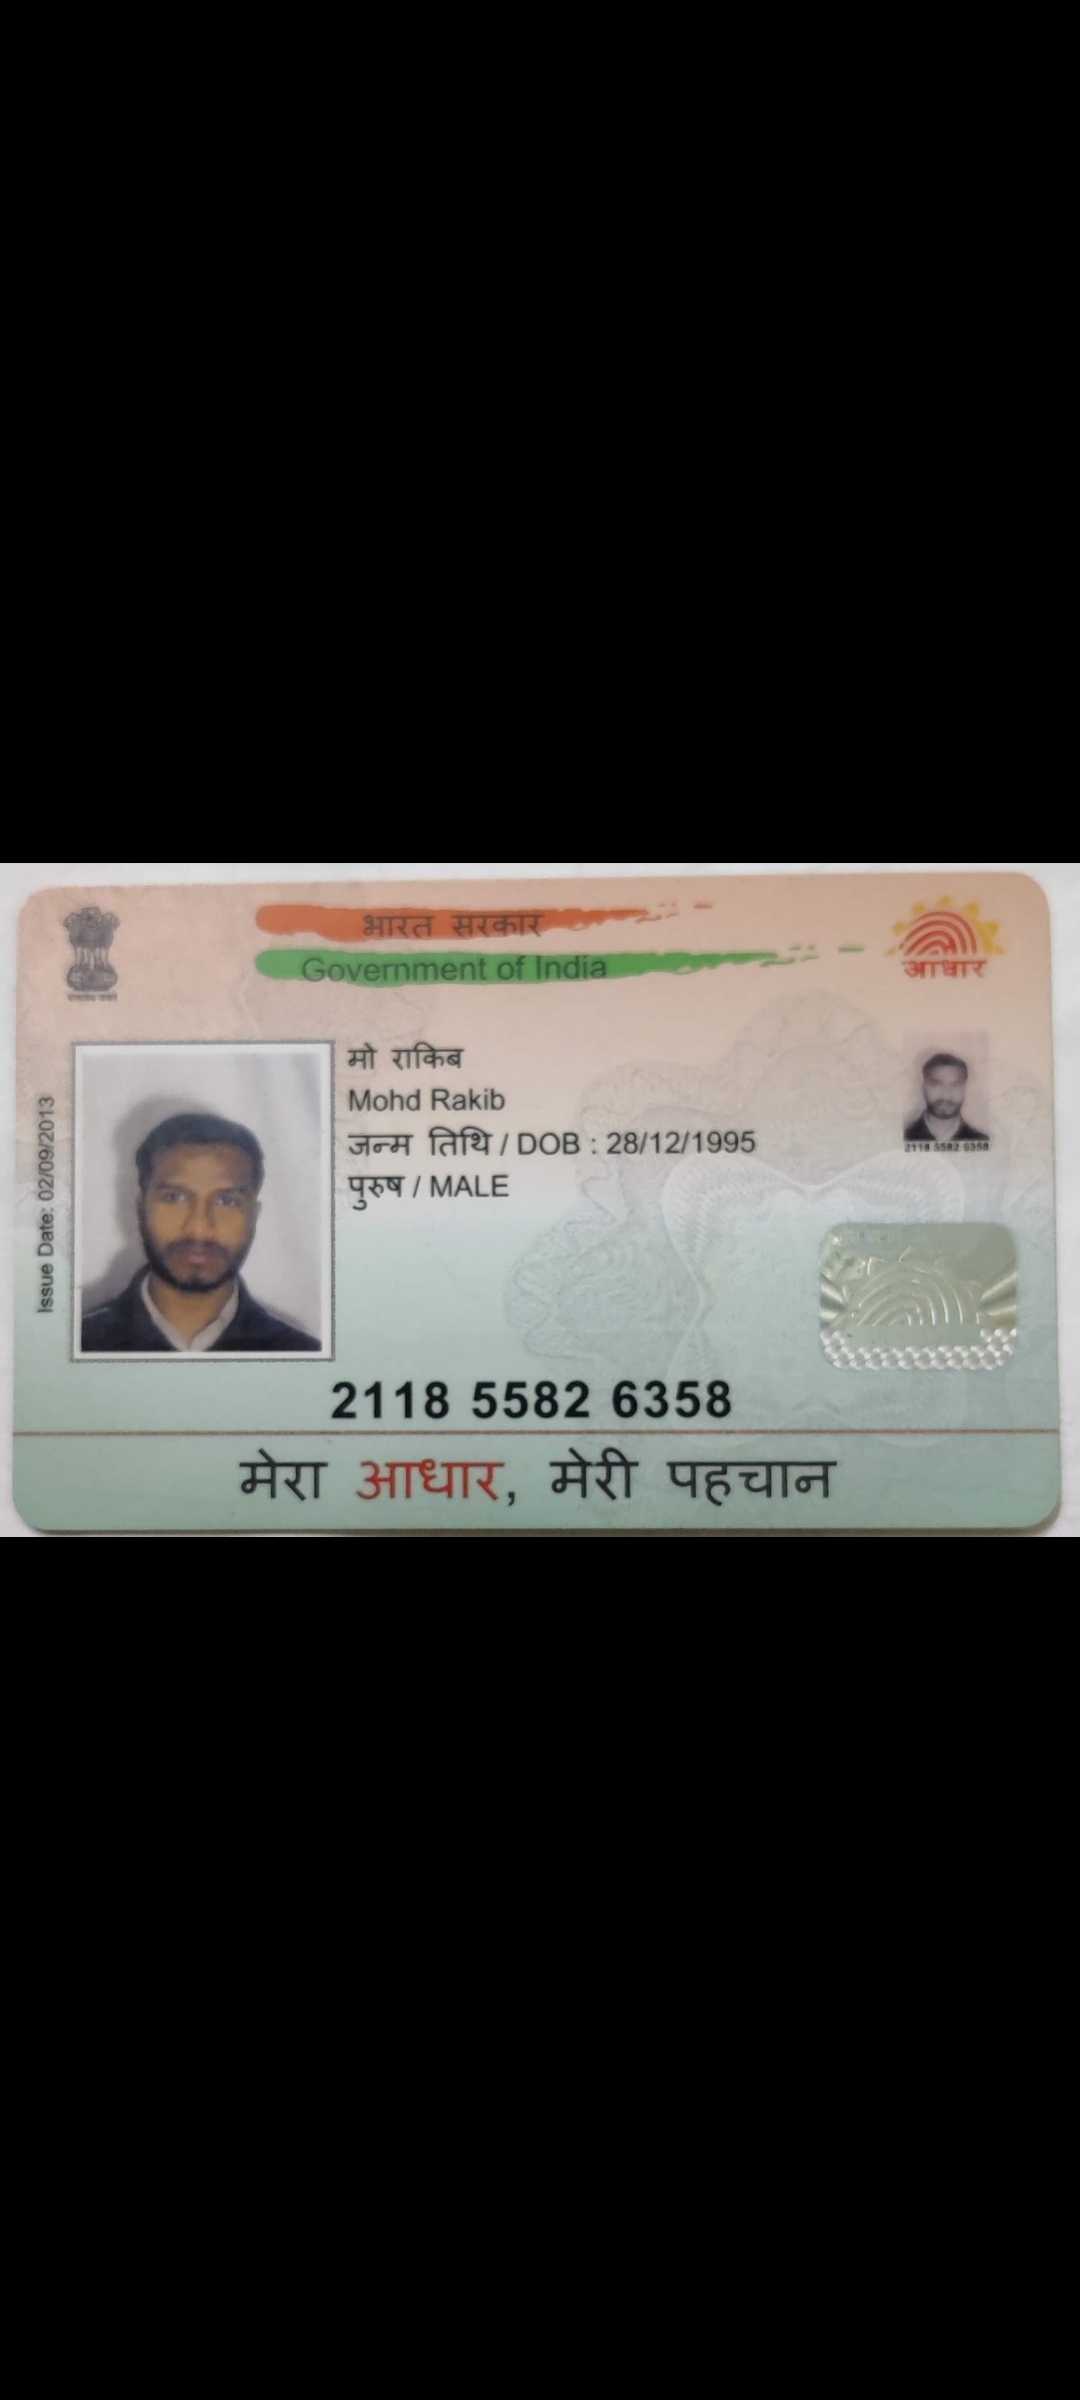 भारत सरकार
Government of India
आधार
Issue Date: 02/09/2013
मो राकिब
Mohd Rakib
जन्म तिथि / DOB : 28/12/1995
पुरुष / MALE
2118 5582 6358
2118 5582 6358
मेरा आधार, मेरी पहचान